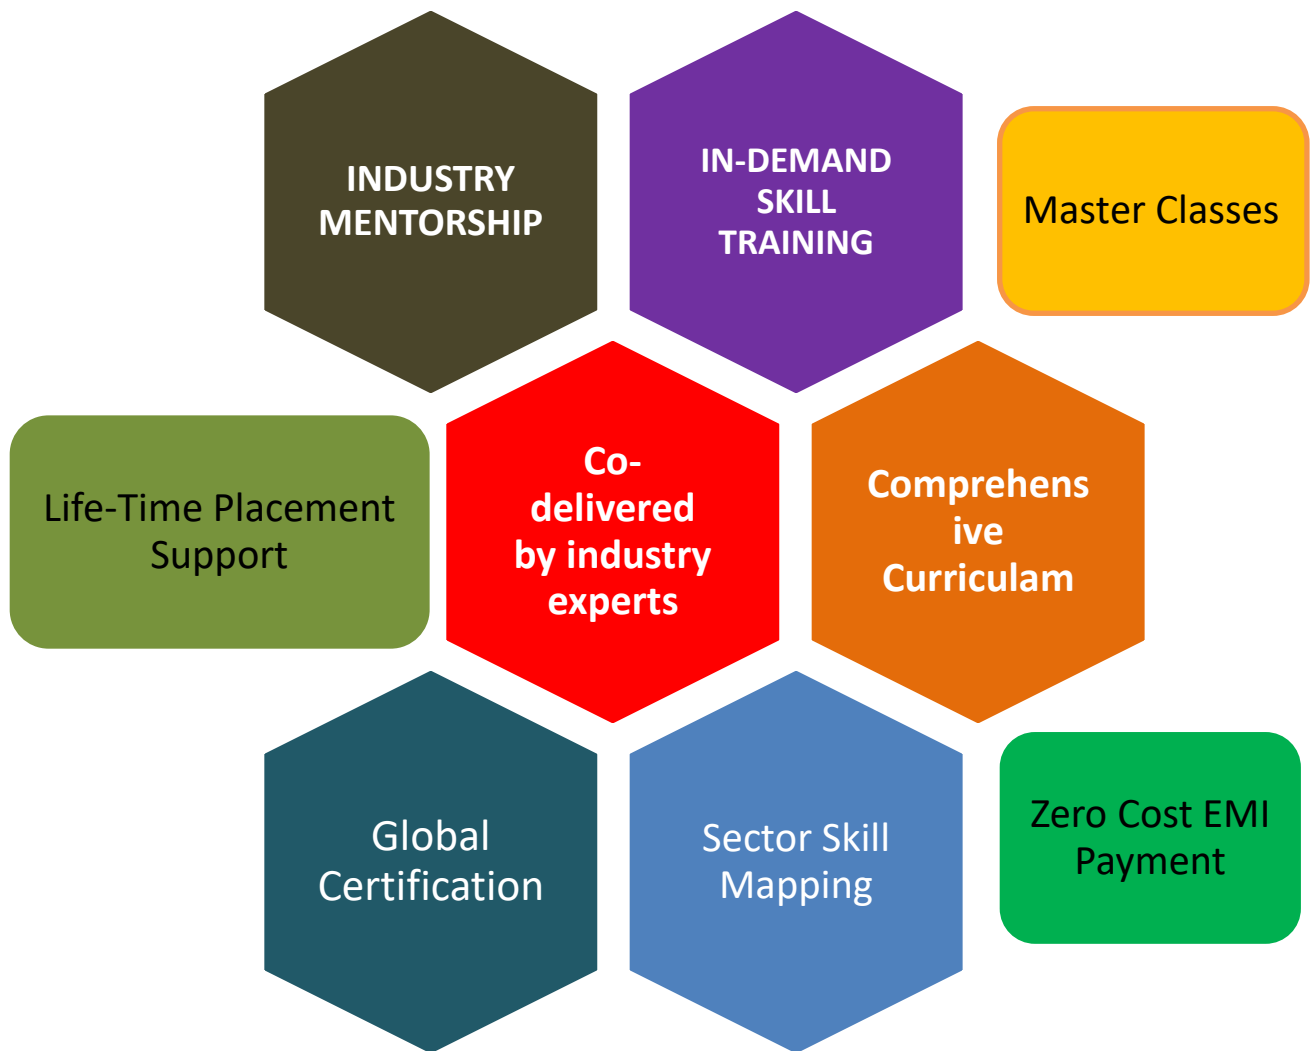 INDUSTRY
MENTORSHIP
IN-DEMAND
SKILL
TRAINING
Master Classes
Life-Time Placement
Support
Co-
delivered
by industry
experts
Comprehens
ive
Curriculam
Global
Certification
Sector Skill
Mapping
Zero Cost EMI
Payment